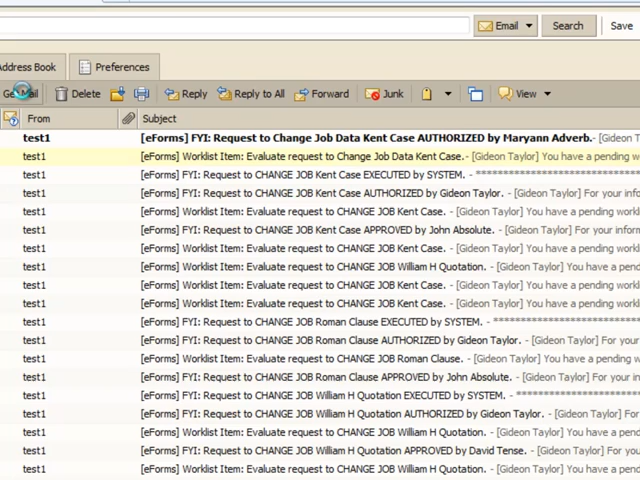 Email Search Save
Address Book Preferences
Get Mail Delete Reply Reply to All Forward Junk View
From Subject
test1 [eForms] FYI: Request to Change Job Data Kent Case AUTHORIZED by Maryann Adverb.- [Gideon Taylor] For
test1 [eForms] Worklist Item: Evaluate request to Change Job Data Kent Case.- [Gideon Taylor] You have a pending w
test1 [eForms] FYI: Request to CHANGE JOB Kent Case EXECUTED by SYSTEM. - ********************************
test1 [eForms] FYI: Request to CHANGE JOB Kent Case AUTHORIZED by Gideon Taylor. - [Gideon Taylor] For your info
test1 [eForms] Worklist Item: Evaluate request to CHANGE JOB Kent Case. - [Gideon Taylor] You have a pending workl
test1 [eForms] FYI: Request to CHANGE JOB Kent Case APPROVED by John Absolute. - [Gideon Taylor] For your inform
test1 [eForms] Worklist Item: Evaluate request to CHANGE JOB Kent Case. - [Gideon Taylor] You have a pending workl
test1 [eForms] Worklist Item: Evaluate request to CHANGE JOB William H Quotation. - [Gideon Taylor] You have a pend
test1 [eForms] Worklist Item: Evaluate request to CHANGE JOB Kent Case. - [Gideon Taylor] You have a pending workl
test1 [eForms] Worklist Item: Evaluate request to CHANGE JOB Kent Case. - [Gideon Taylor] You have a pending workl
test1 [eForms] FYI: Request to CHANGE JOB Roman Clause EXECUTED by SYSTEM. - ****************************
test1 [eForms] FYI: Request to CHANGE JOB Roman Clause AUTHORIZED by Gideon Taylor. - [Gideon Taylor] For your
test1 [eForms] Worklist Item: Evaluate request to CHANGE JOB Roman Clause. - [Gideon Taylor] You have a pending w
test1 [eForms] FYI: Request to CHANGE JOB Roman Clause APPROVED by John Absolute. - [Gideon Taylor] For your in
test1 [eForms] FYI: Request to CHANGE JOB William H Quotation EXECUTED by SYSTEM. - **********************
test1 [eForms] FYI: Request to CHANGE JOB William H Quotation AUTHORIZED by Gideon Taylor. - [Gideon Taylor] For
test1 [eForms] Worklist Item: Evaluate request to CHANGE JOB William H Quotation. - [Gideon Taylor] You have a pend
test1 [eForms] FYI: Request to CHANGE JOB William H Quotation APPROVED by David Tense. - [Gideon Taylor] For you
test1 [eForms] Worklist Item: Evaluate request to CHANGE JOB William H Quotation. - [Gideon Taylor] You have a pend